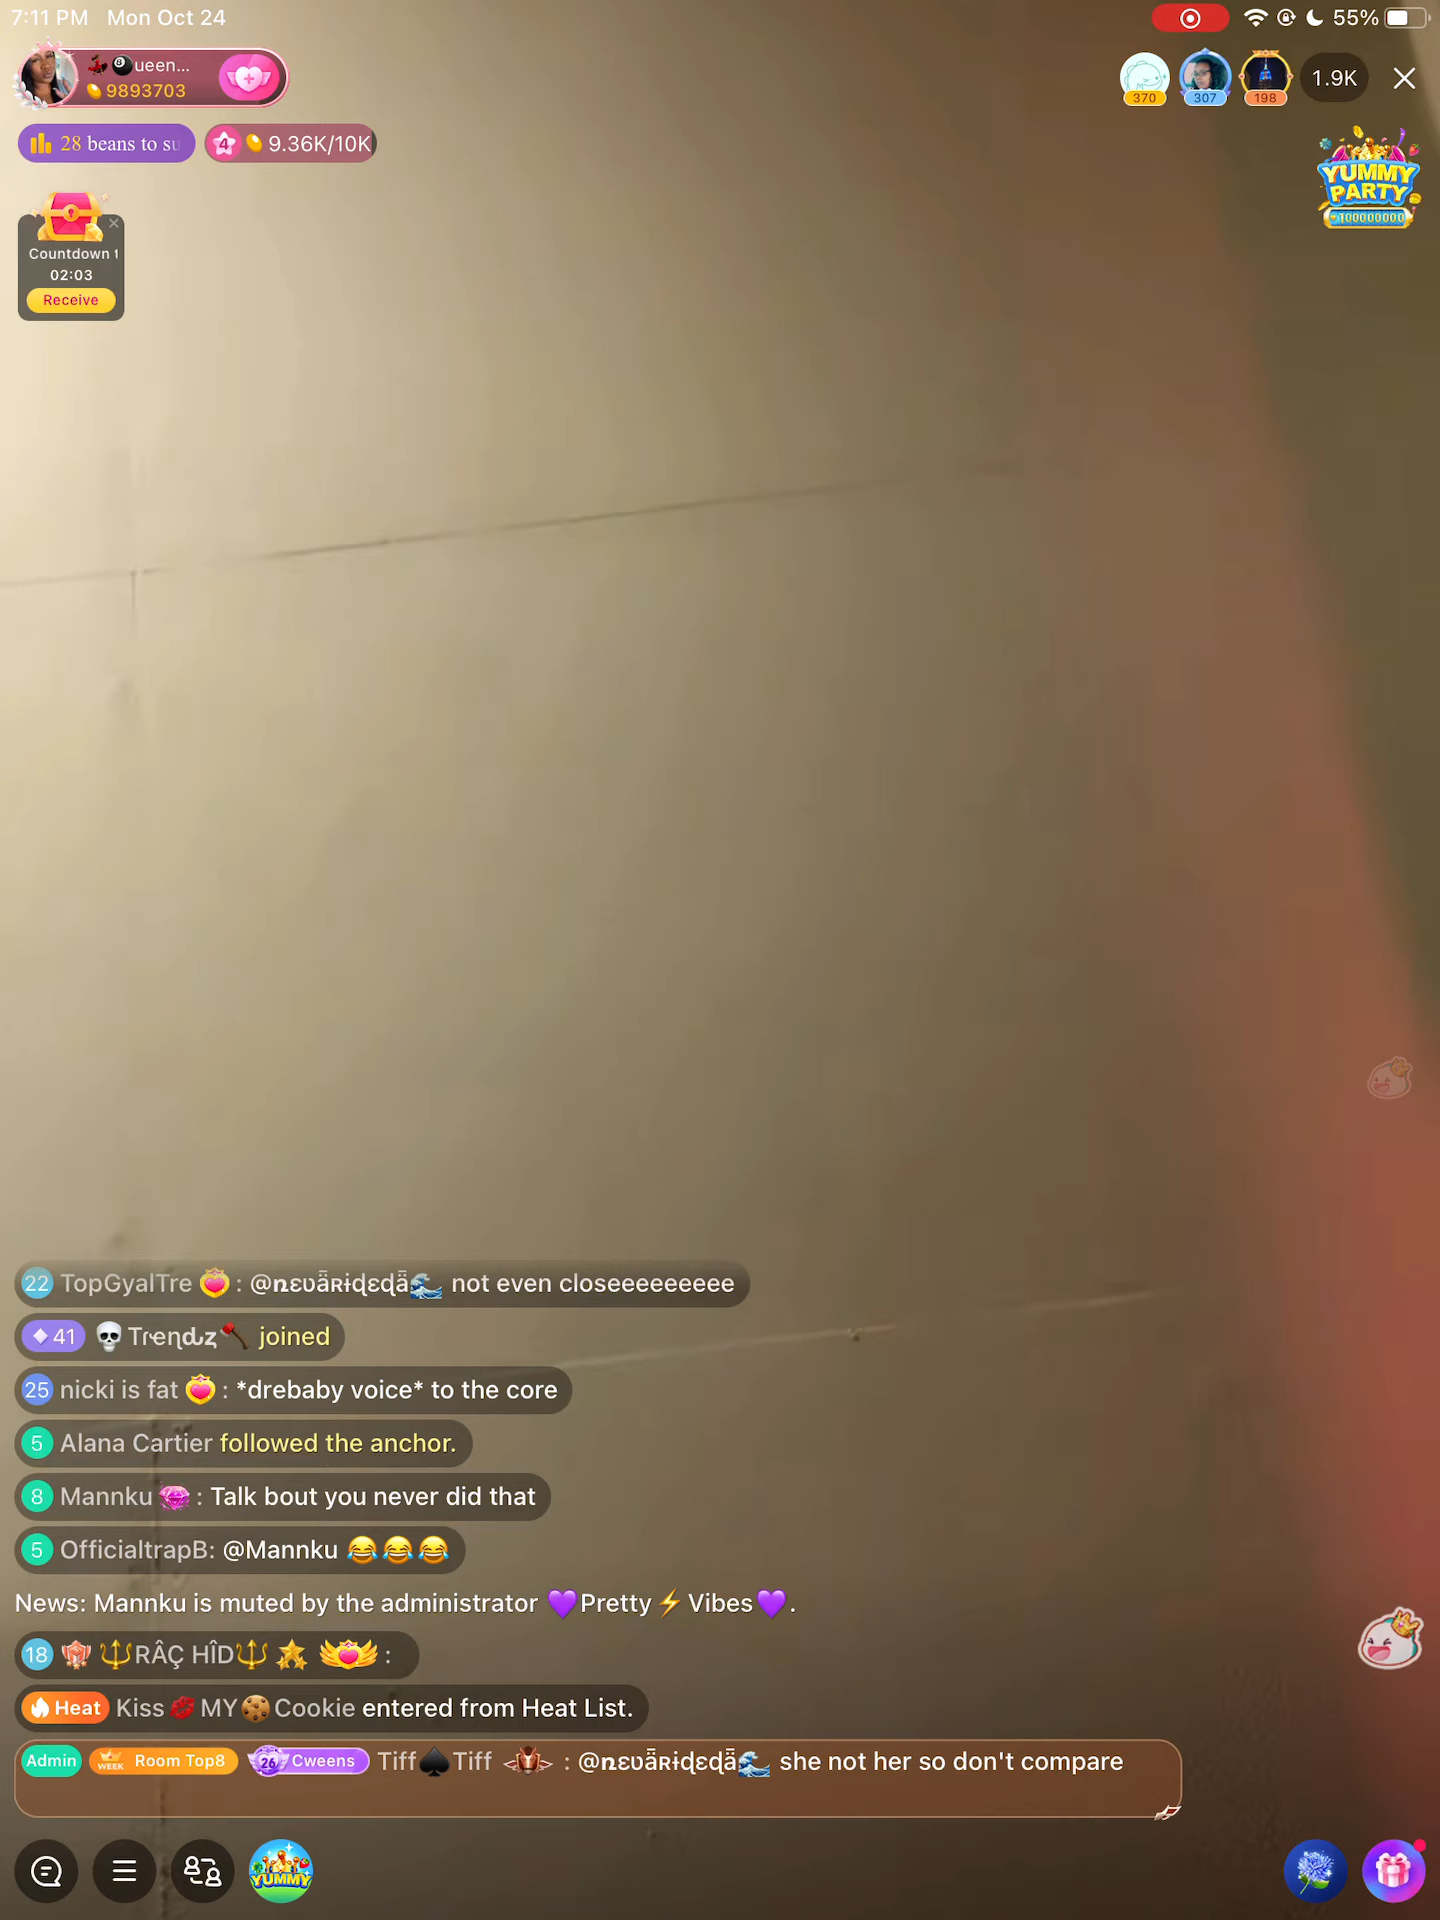 7:11 PM Mon Oct 24
55%
💃🎱ueen...
9893703
370
307
198
1.9K
28 beans to su
4 9.36K/10K
YUMMY
PARTY
100000000
Countdown t
02:03
Receive
22 TopGyalTre : @ռɛʋǟʀɨɖɛɖǟ🌊 not even closeeeeeeeee
41 💀Tɾҽɳԃʐ🪓 joined
25 nicki is fat : *drebaby voice* to the core
5 Alana Cartier followed the anchor.
8 Mannku : Talk bout you never did that
5 OfficialtrapB: @Mannku 😂😂😂
News: Mannku is muted by the administrator 💜Pretty⚡Vibes💜.
18 🔱RÂÇ HÎD🔱 :
Heat Kiss💋MY🍪Cookie entered from Heat List.
Admin WEEK Room Top8 26 Cweens Tiff♠️Tiff : @ռɛʋǟʀɨɖɛɖǟ🌊 she not her so don't compare
YUMMY